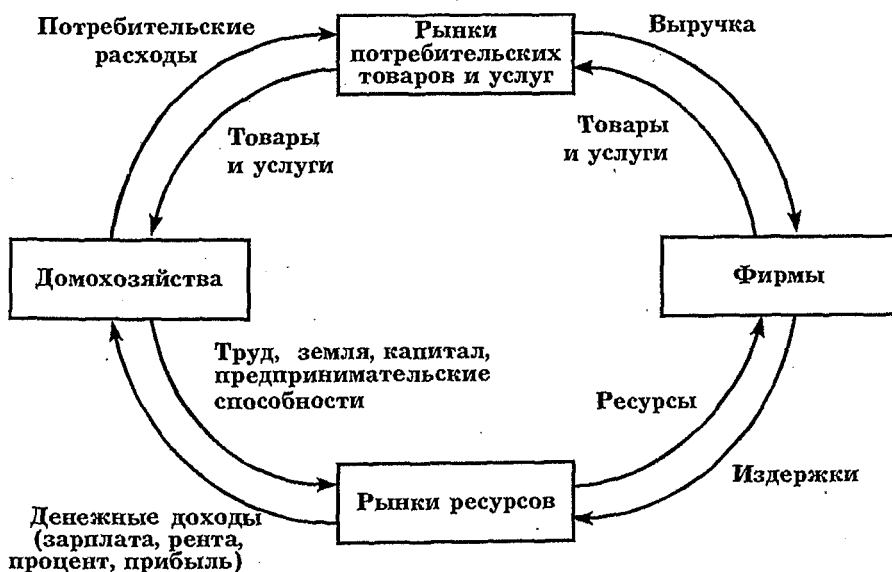 Потребительские
расходы
Рынки
потребительских
товаров и услуг
Выручка
Товары
и услуги
Товары
и услуги
Домохозяйства
Фирмы
Труд, земля, капитал,
предпринимательские
способности
Ресурсы
Рынки ресурсов
Издержки
Денежные доходы
(зарплата, рента,
процент, прибыль)